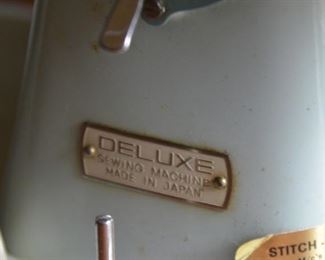 DELUXE
SEWING MACHINE
MADE IN JAPAN
STITCH -